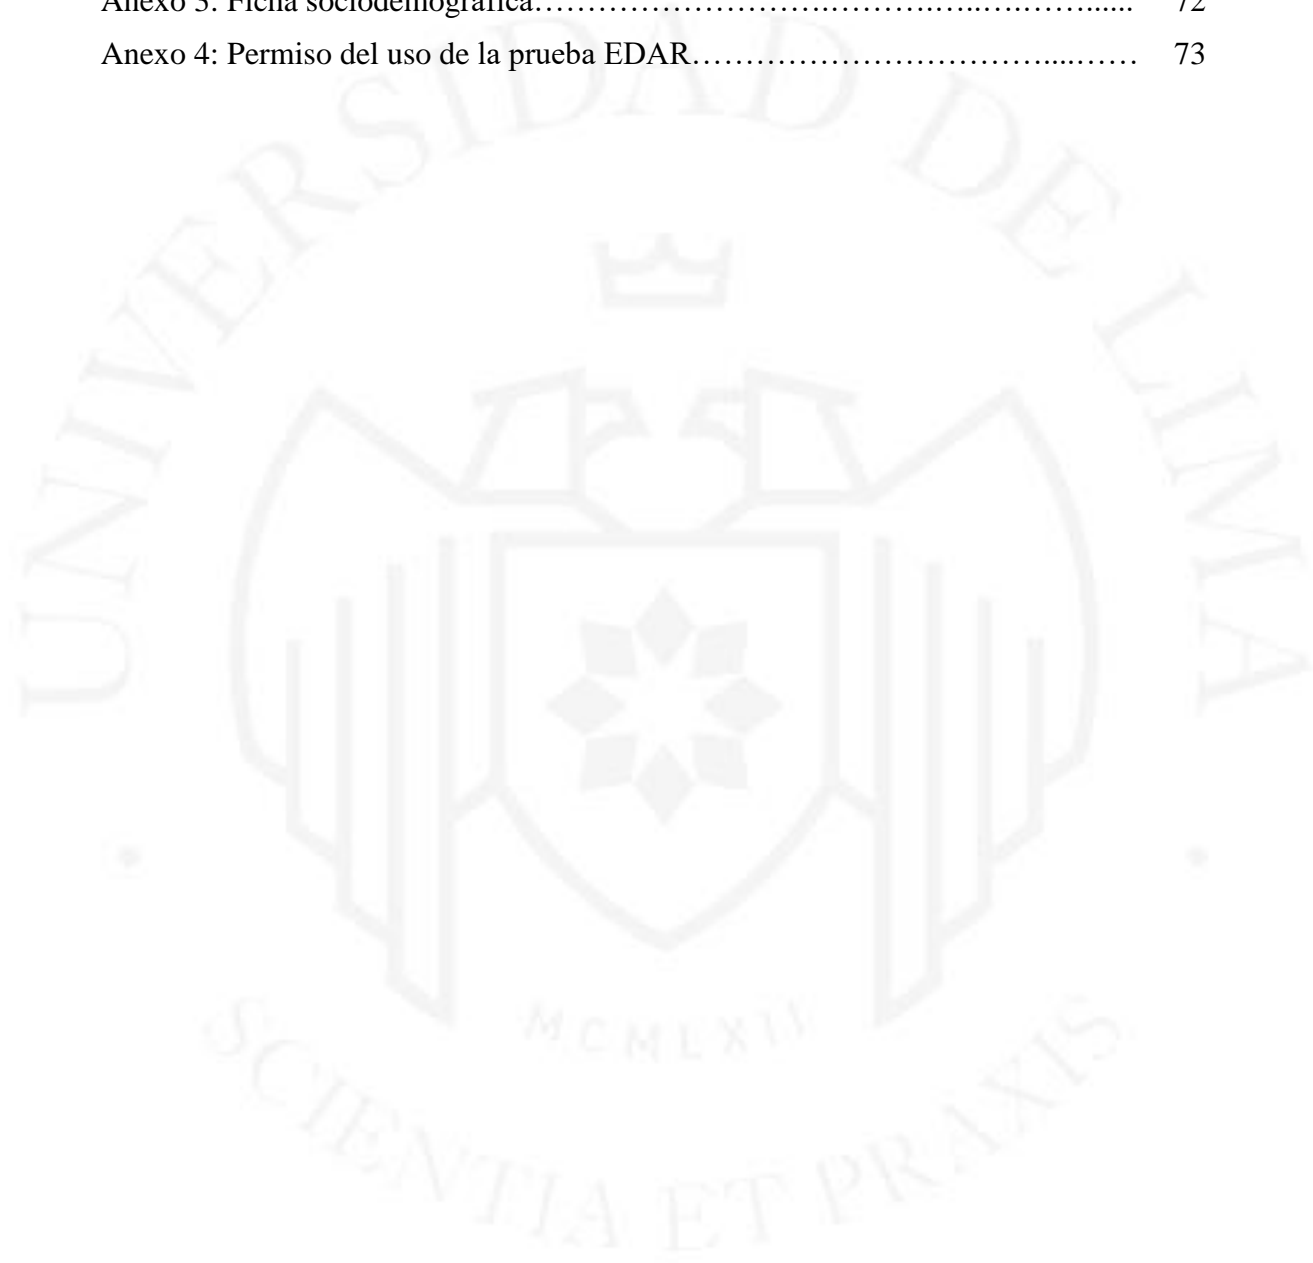 Anexo 3: Ficha sociodemográfica……………………….……….…..….……...... 72
Anexo 4: Permiso del uso de la prueba EDAR……………………………....…… 73
UNIVERSIDAD DE LIMA
MCMLXII
SCIENTIA ET PRAXIS